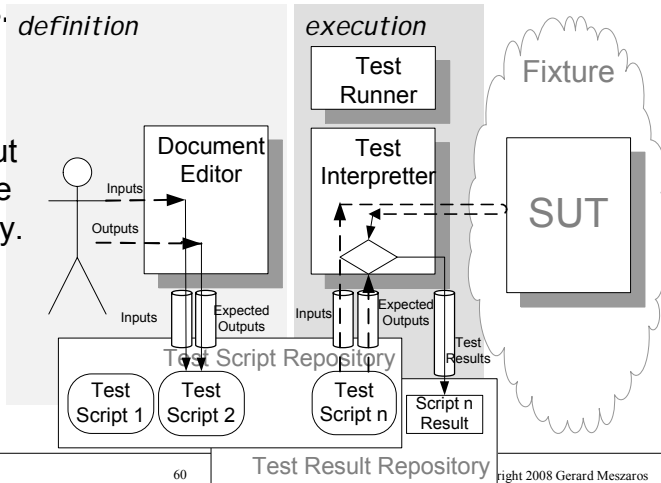 definition
execution
Test
Runner
Fixture
Document
Editor
Test
Interpretter
SUT
Inputs
Outputs
y.
Inputs
Expected
Outputs
Inputs
Expected
Outputs
Test
Results
Test Script Repository
Test
Script 1
Test
Script 2
Test
Script n
Script n
Result
Test Result Repository
60
right 2008 Gerard Meszaros